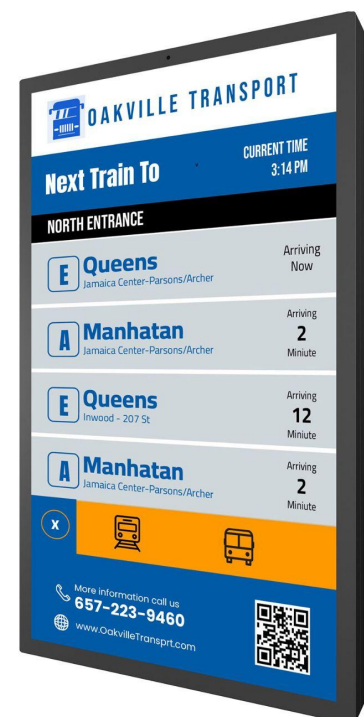 OAKVILLE TRANSPORT
Next Train To
CURRENT TIME
3:14 PM
NORTH ENTRANCE
E
Queens
Jamaica Center-Parsons/Archer
Arriving
Now
A
Manhatan
Jamaica Center-Parsons/Archer
Arriving
2
Miniute
E
Queens
Inwood - 207 St
Arriving
12
Miniute
A
Manhatan
Jamaica Center-Parsons/Archer
Arriving
2
Miniute
X
More information call us
657-223-9460
www.OakvilleTransprt.com